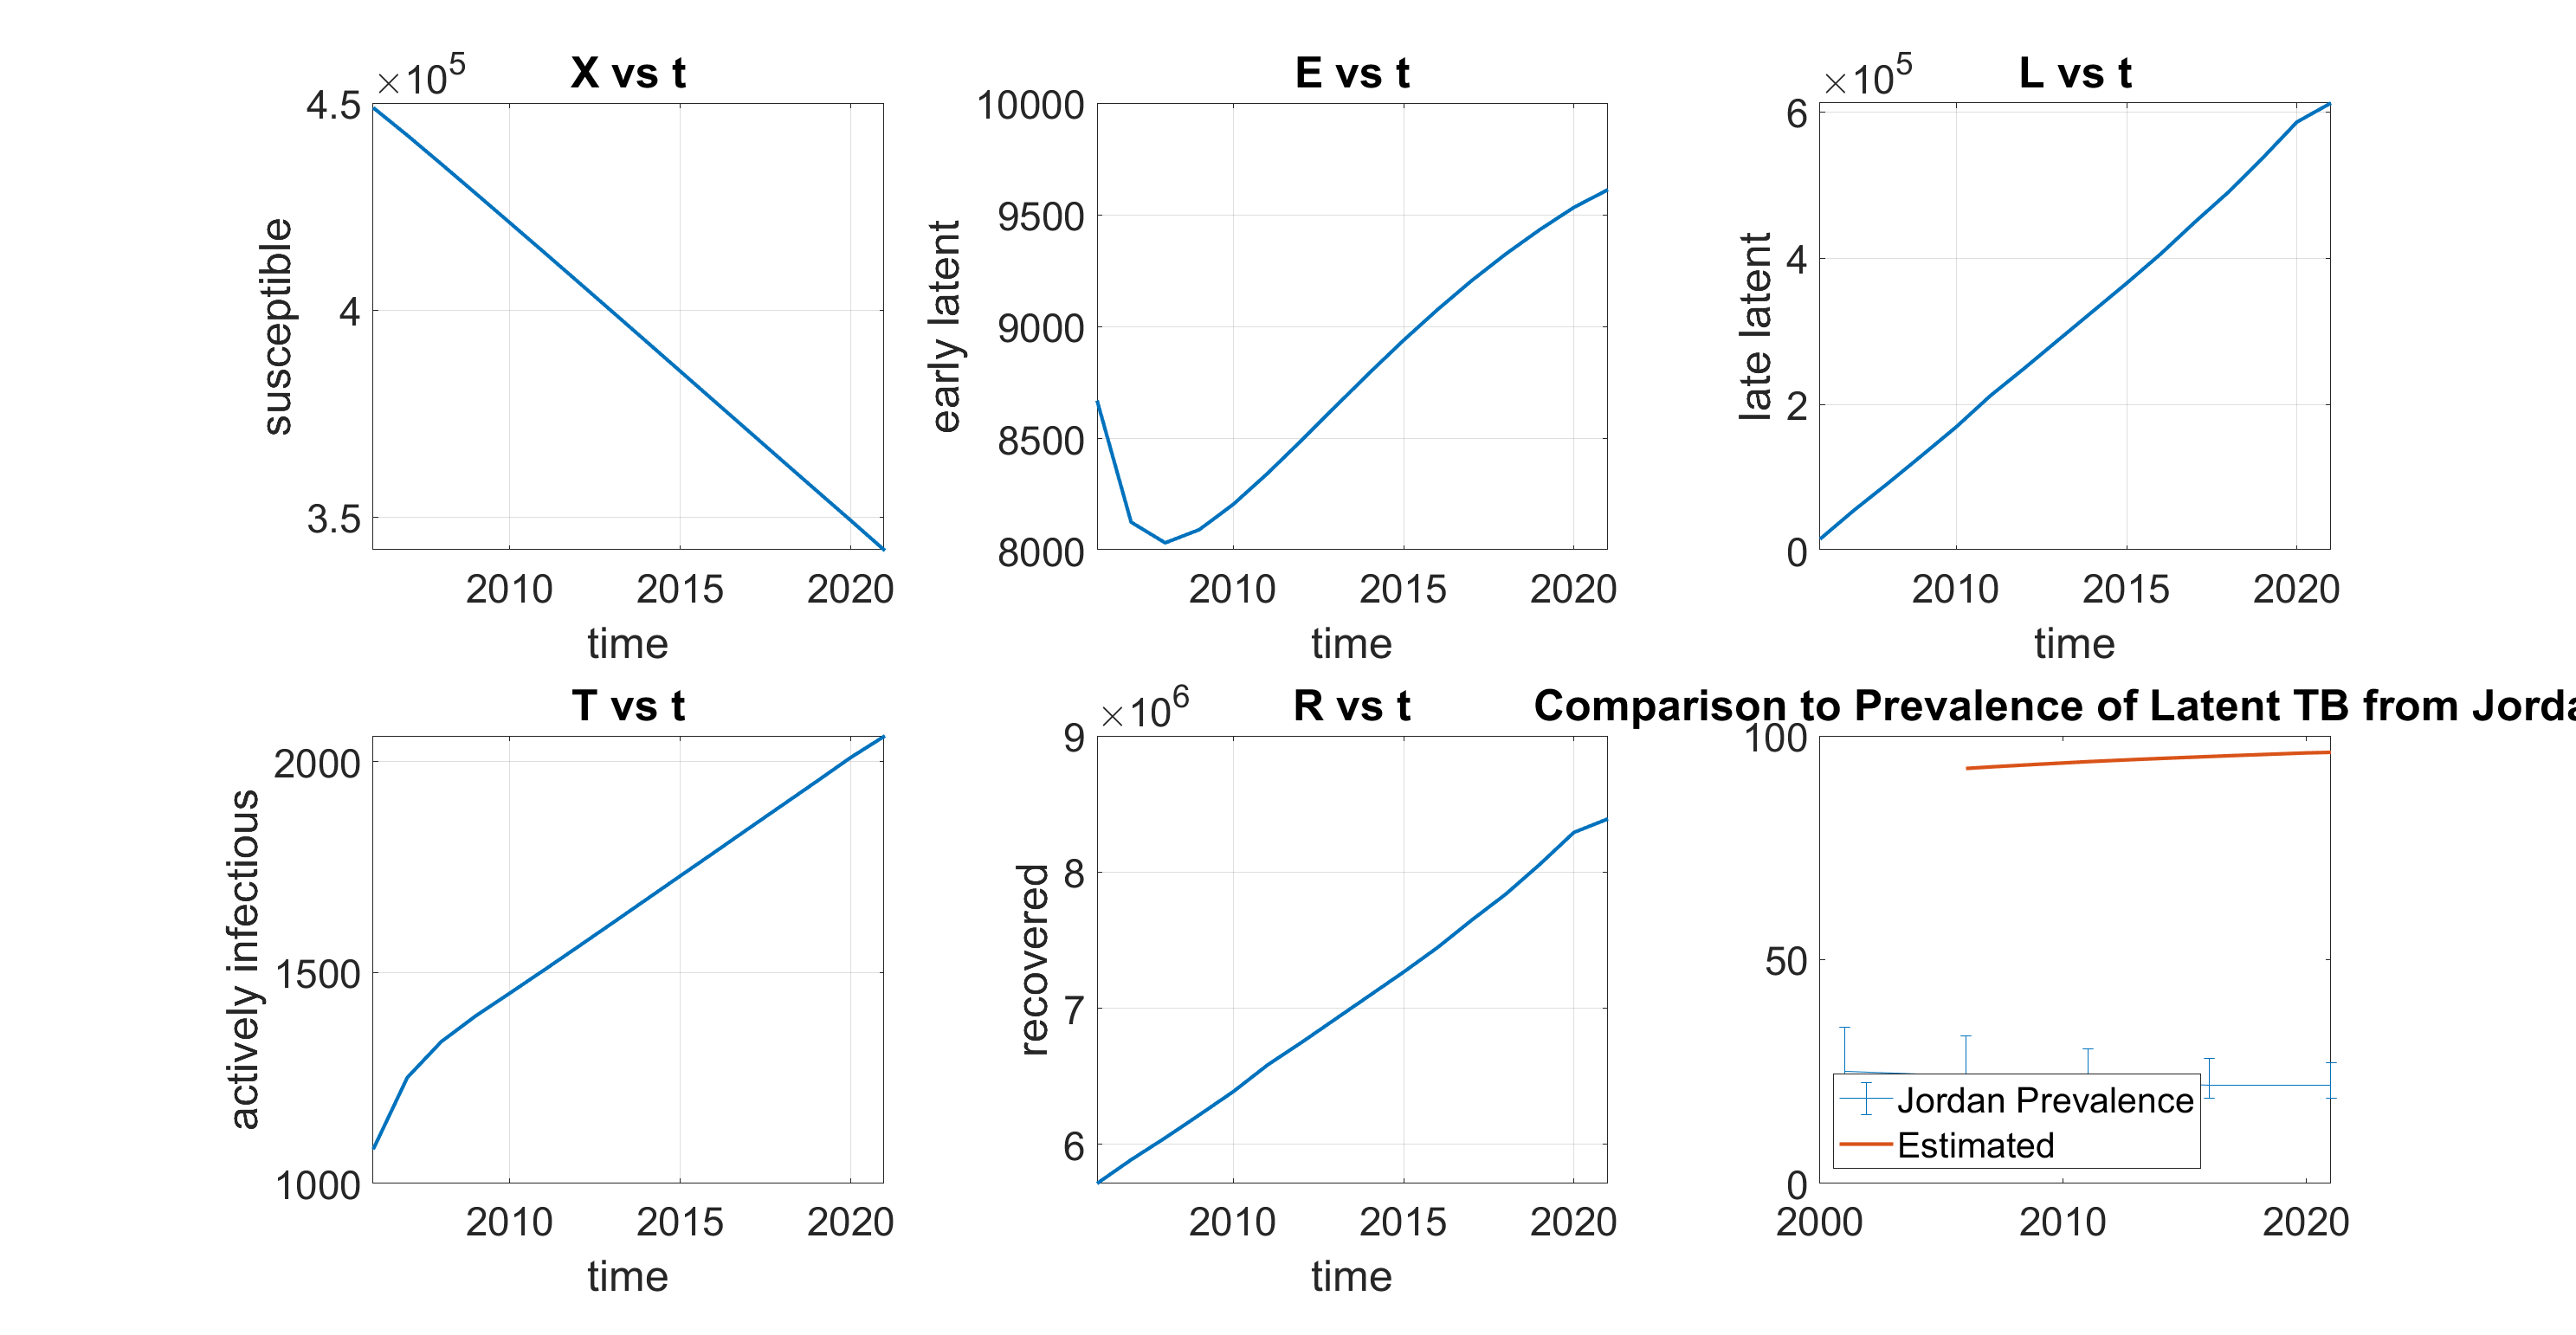 X vs t
×10^5
4.5
4
3.5
susceptible
2010 2015 2020
time
E vs t
10000
9500
9000
8500
8000
early latent
2010 2015 2020
time
L vs t
×10^5
6
4
2
0
late latent
2010 2015 2020
time
T vs t
2000
1500
1000
actively infectious
2010 2015 2020
time
R vs t
×10^6
9
8
7
6
recovered
2010 2015 2020
time
Comparison to Prevalence of Latent TB from Jorda
100
50
0
Jordan Prevalence
Estimated
2000 2010 2020